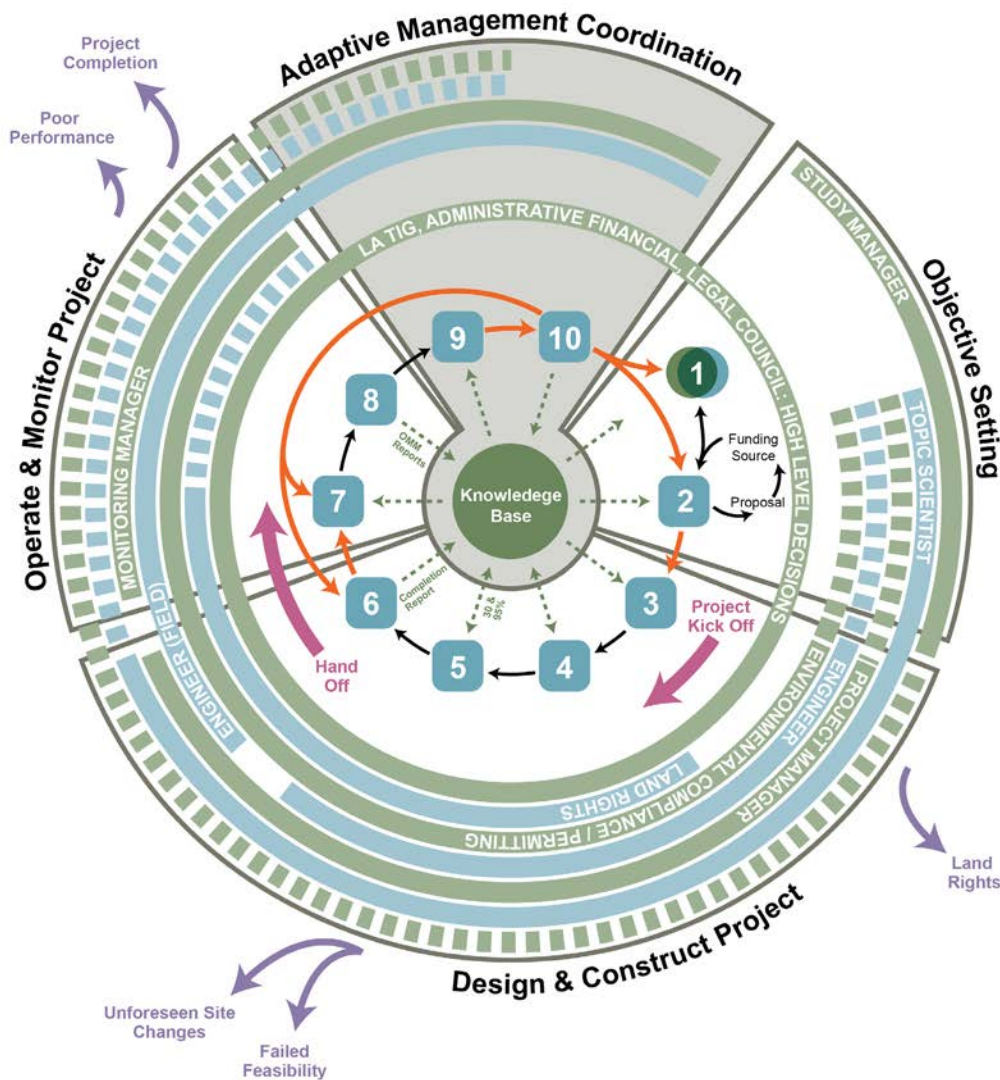 Project
Completion
Poor
Performance
Adaptive Management Coordination
Operate & Monitor Project
Objective Setting
Design & Construct Project
STUDY MANAGER
TOPIC SCIENTIST
MONITORING MANAGER
LA TIG, ADMINISTRATIVE FINANCIAL, LEGAL COUNCIL: HIGH LEVEL DECISIONS
ENGINEER (FIELD)
PROJECT MANAGER
ENGINEER
ENVIRONMENTAL COMPLIANCE / PERMITTING
LAND RIGHTS
9
10
1
8
OMM
Reports
Funding
Source
Knowledege
Base
7
2
Proposal
6
Completion
Report
30 &
95%
3
5
4
Project
Kick Off
Hand
Off
Land
Rights
Unforeseen Site
Changes
Failed
Feasibility